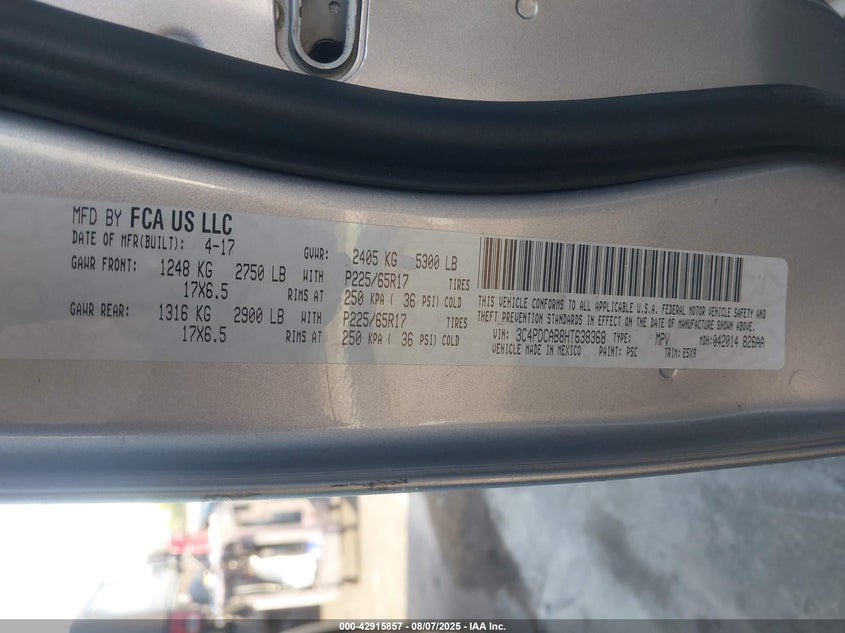 MFD BY FCA US LLC
DATE OF MFR(BUILT): 4-17 GVWR: 2405 KG 5300 LB
GAWR FRONT: 1248 KG 2750 LB WITH P225/65R17 TIRES
17X6.5 RIMS AT 250 KPA ( 36 PSI) COLD
GAWR REAR: 1316 KG 2900 LB WITH P225/65R17 TIRES
17X6.5 RIMS AT 250 KPA ( 36 PSI) COLD
THIS VEHICLE CONFORMS TO ALL APPLICABLE U.S.A. FEDERAL MOTOR VEHICLE SAFETY AND
THEFT PREVENTION STANDARDS IN EFFECT ON THE DATE OF MANUFACTURE SHOWN ABOVE.
VIN: 3C4PDCAB8HT638368 TYPE: MPV MDH:042014 826AA
VEHICLE MADE IN MEXICO PAINT: PSC TRIM: E5X9
000-42915857 - 08/07/2025 - IAA Inc.